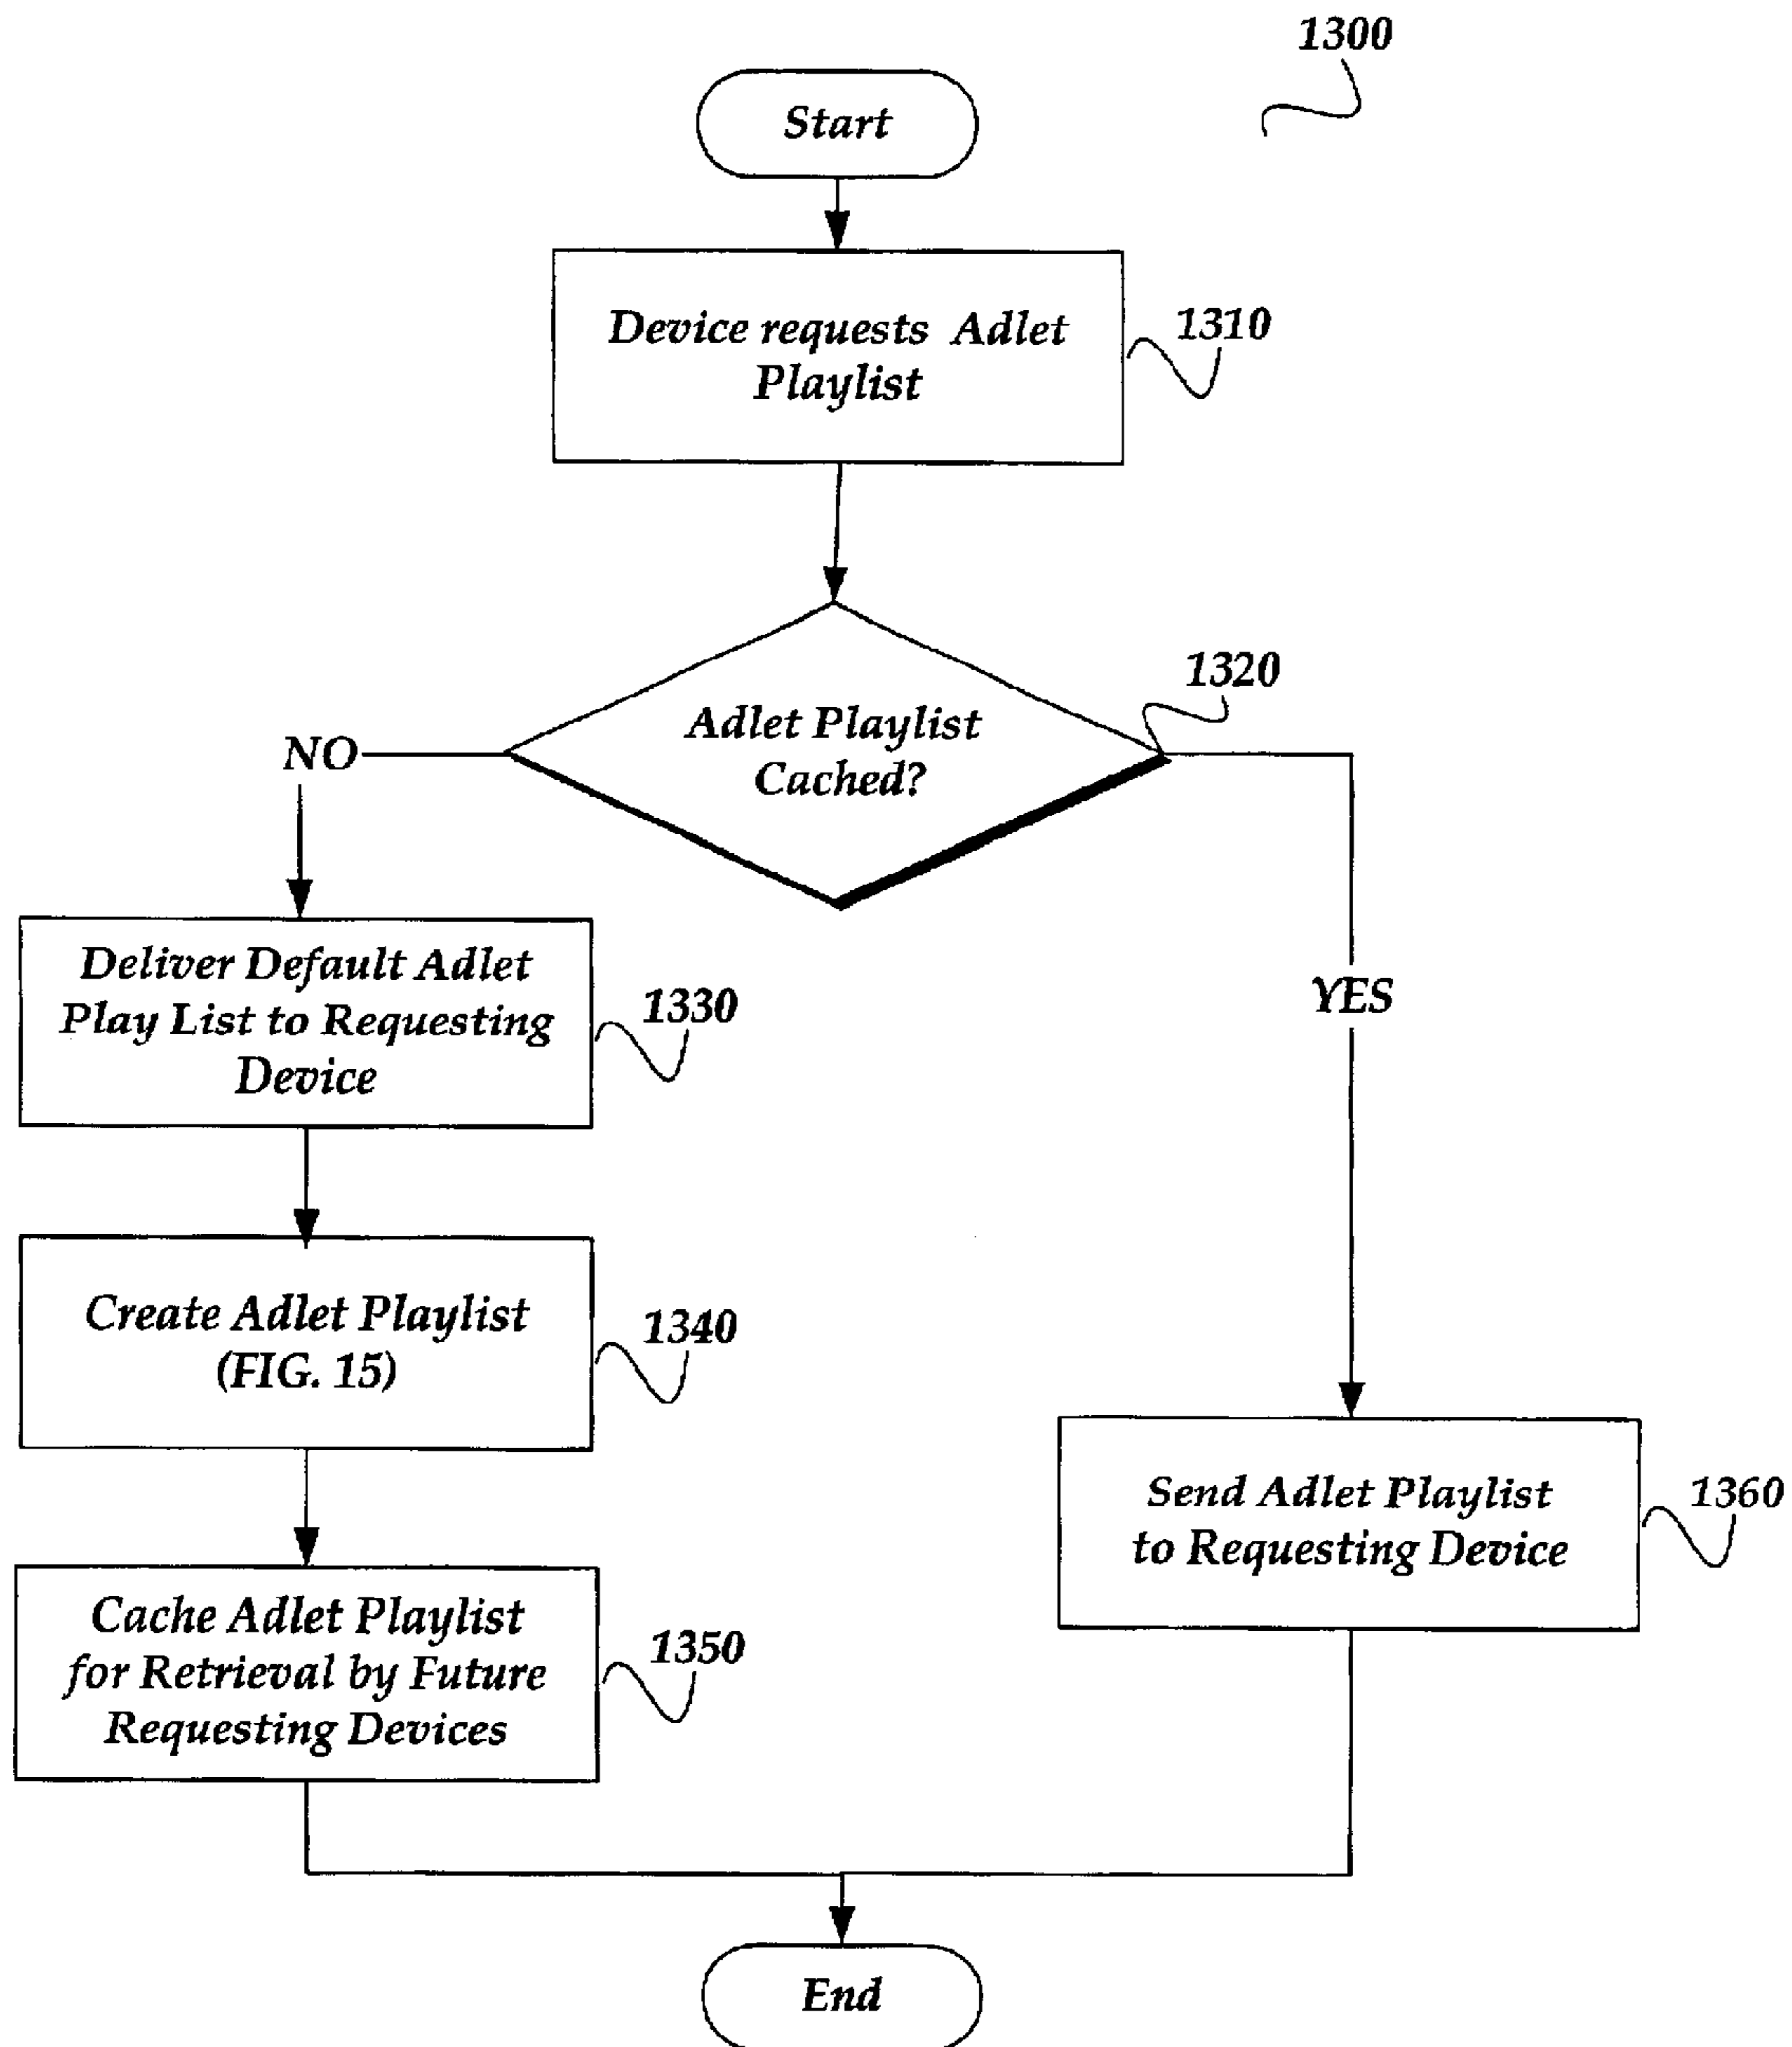 1300
Start
Device requests Adlet
Playlist
1310
1320
Adlet Playlist
Cached?
NO
YES
Deliver Default Adlet
Play List to Requesting
Device
1330
Create Adlet Playlist
(FIG. 15)
1340
Send Adlet Playlist
to Requesting Device
1360
Cache Adlet Playlist
for Retrieval by Future
Requesting Devices
1350
End